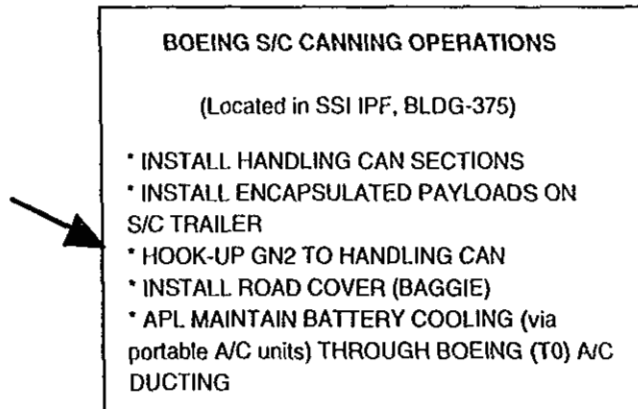 BOEING S/C CANNING OPERATIONS
(Located in SSI IPF, BLDG-375)
* INSTALL HANDLING CAN SECTIONS
* INSTALL ENCAPSULATED PAYLOADS ON
S/C TRAILER
* HOOK-UP GN2 TO HANDLING CAN
* INSTALL ROAD COVER (BAGGIE)
* APL MAINTAIN BATTERY COOLING (via
portable A/C units) THROUGH BOEING (T0) A/C
DUCTING